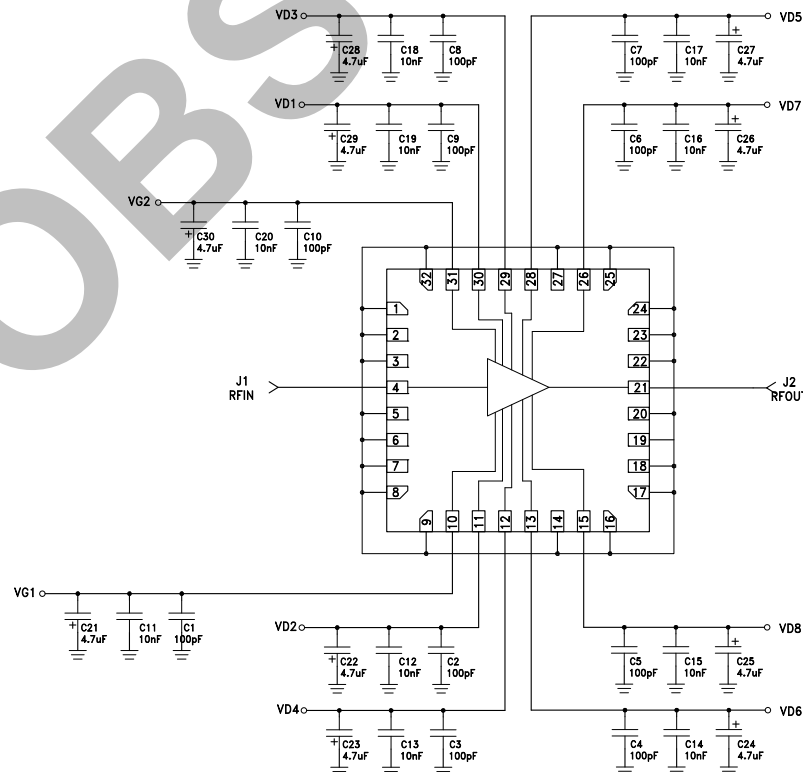 OBS
VD3
C28
4.7uF
+
C18
10nF
C8
100pF
C7
100pF
C17
10nF
+
C27
4.7uF
VD5
VD1
C29
4.7uF
+
C19
10nF
C9
100pF
C6
100pF
C16
10nF
+
C26
4.7uF
VD7
VG2
C30
4.7uF
+
C20
10nF
C10
100pF
32
31
30
29
28
27
26
25
1
2
3
4
5
6
7
8
24
23
22
21
20
19
18
17
J1
RFIN
J2
RFOUT
9
10
11
12
13
14
15
16
VG1
C21
4.7uF
+
C11
10nF
C1
100pF
VD2
C22
4.7uF
+
C12
10nF
C2
100pF
C5
100pF
C15
10nF
+
C25
4.7uF
VD8
VD4
C23
4.7uF
+
C13
10nF
C3
100pF
C4
100pF
C14
10nF
+
C24
4.7uF
VD6